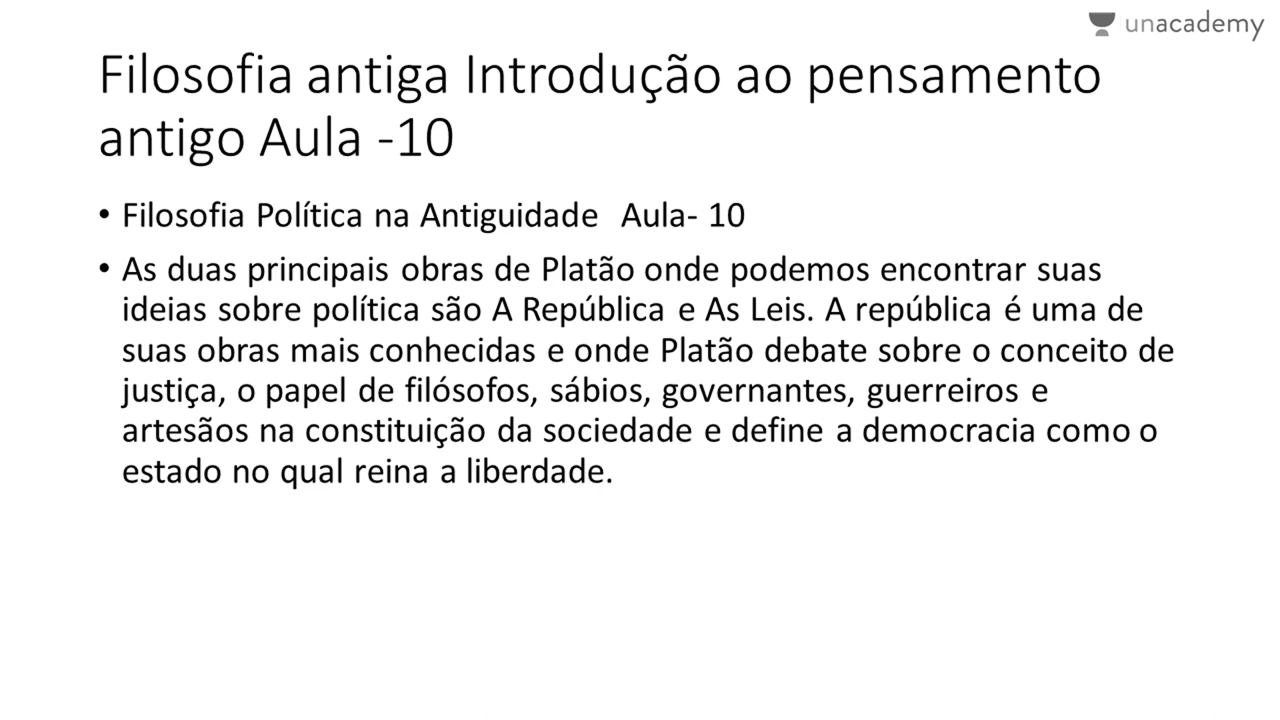 unacademy
Filosofia antiga Introdução ao pensamento
antigo Aula -10
• Filosofia Política na Antiguidade  Aula- 10
• As duas principais obras de Platão onde podemos encontrar suas
ideias sobre política são A República e As Leis. A república é uma de
suas obras mais conhecidas e onde Platão debate sobre o conceito de
justiça, o papel de filósofos, sábios, governantes, guerreiros e
artesãos na constituição da sociedade e define a democracia como o
estado no qual reina a liberdade.